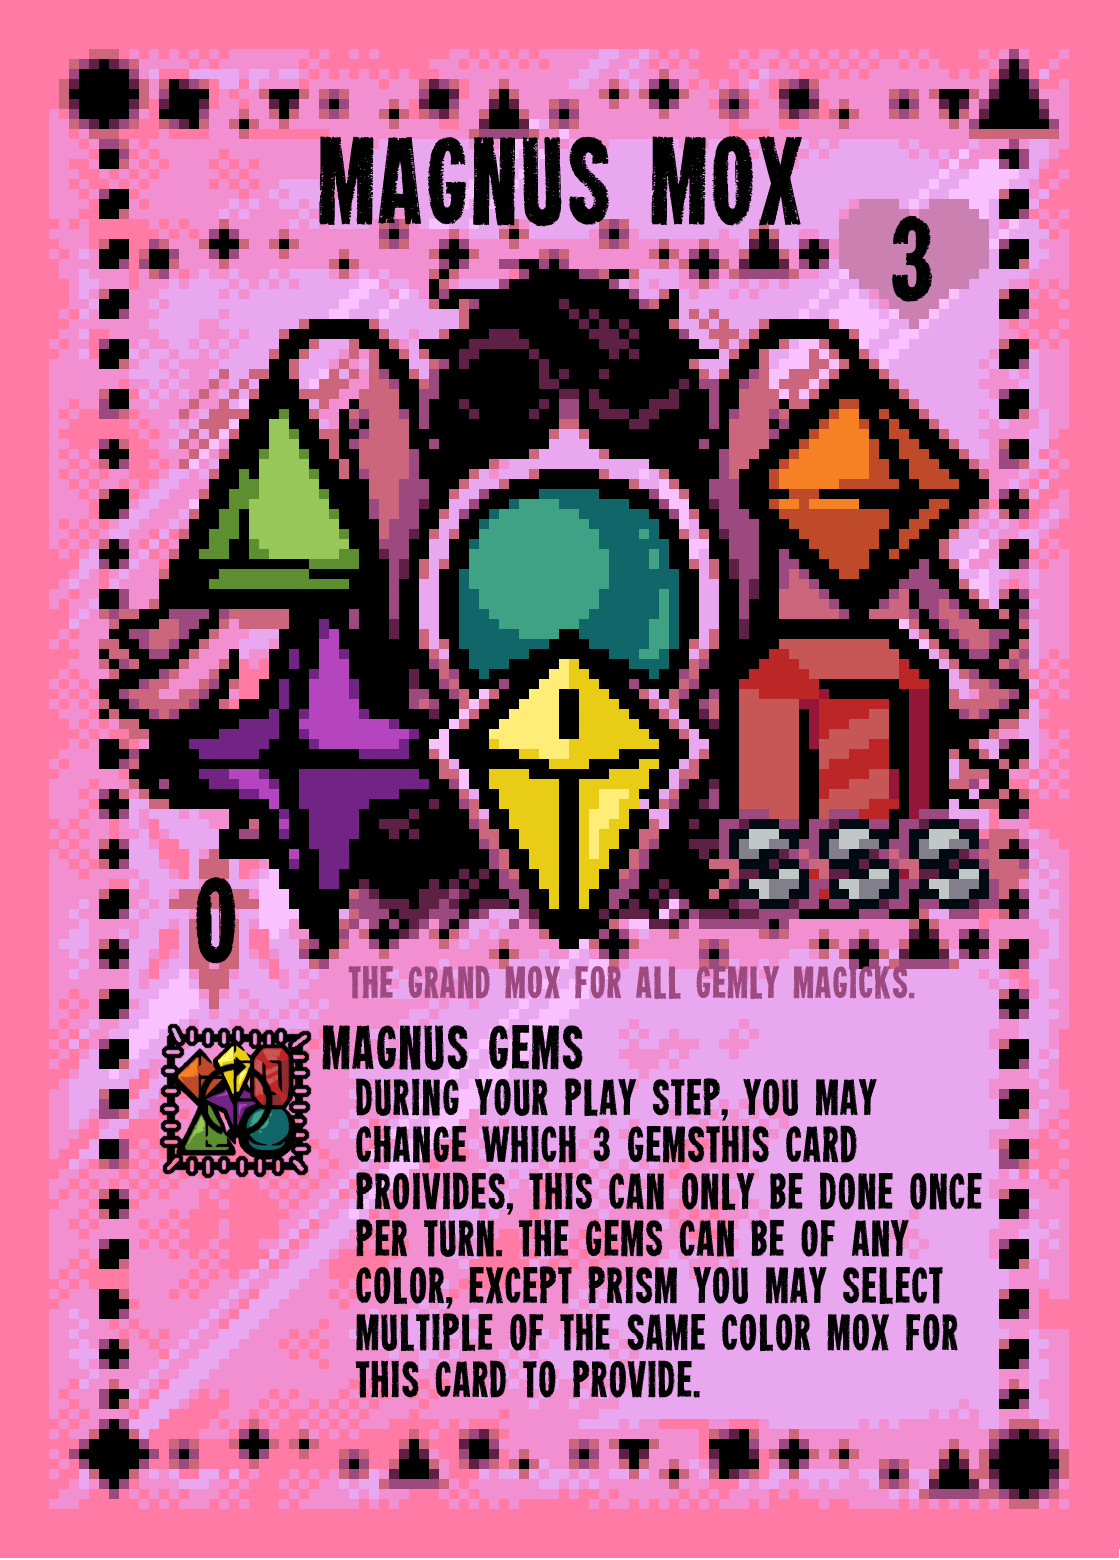 MAGNUS MOX
3
0
THE GRAND MOX FOR ALL GEMLY MAGICKS.
MAGNUS GEMS
DURING YOUR PLAY STEP, YOU MAY
CHANGE WHICH 3 GEMSTHIS CARD
PROIVIDES, THIS CAN ONLY BE DONE ONCE
PER TURN. THE GEMS CAN BE OF ANY
COLOR, EXCEPT PRISM YOU MAY SELECT
MULTIPLE OF THE SAME COLOR MOX FOR
THIS CARD TO PROVIDE.